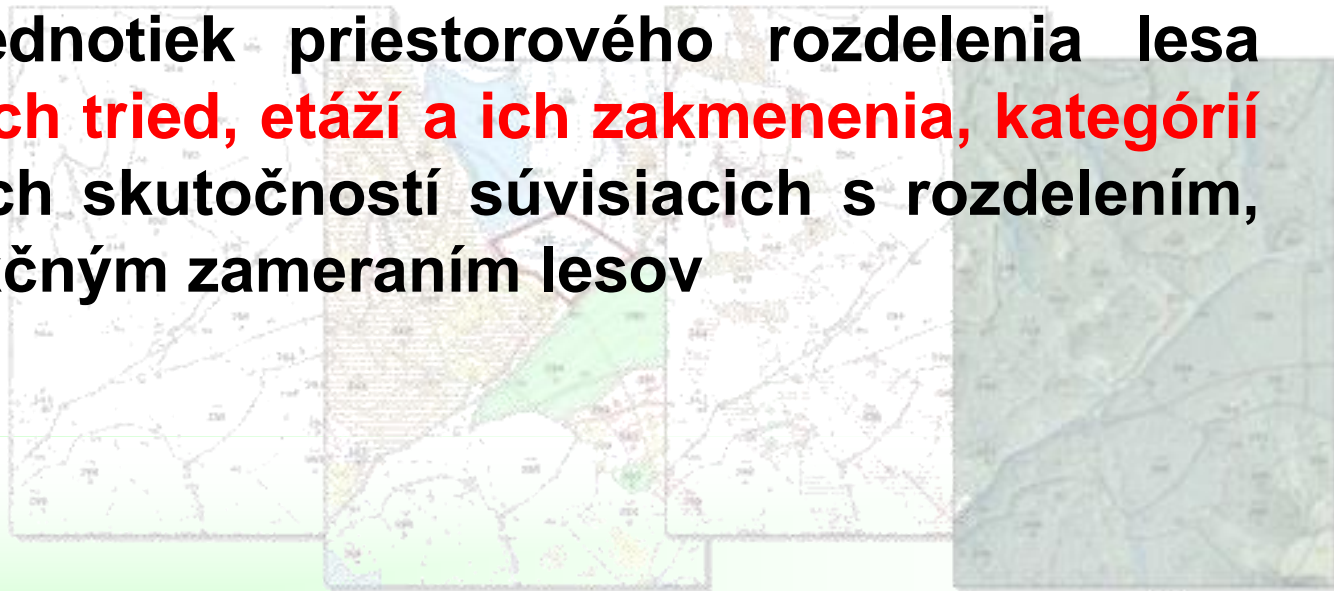 ednotiek priestorového rozdelenia lesa
ch tried, etáží a ich zakmenenia, kategórií
ch skutočností súvisiacich s rozdelením,
čným zameraním lesov